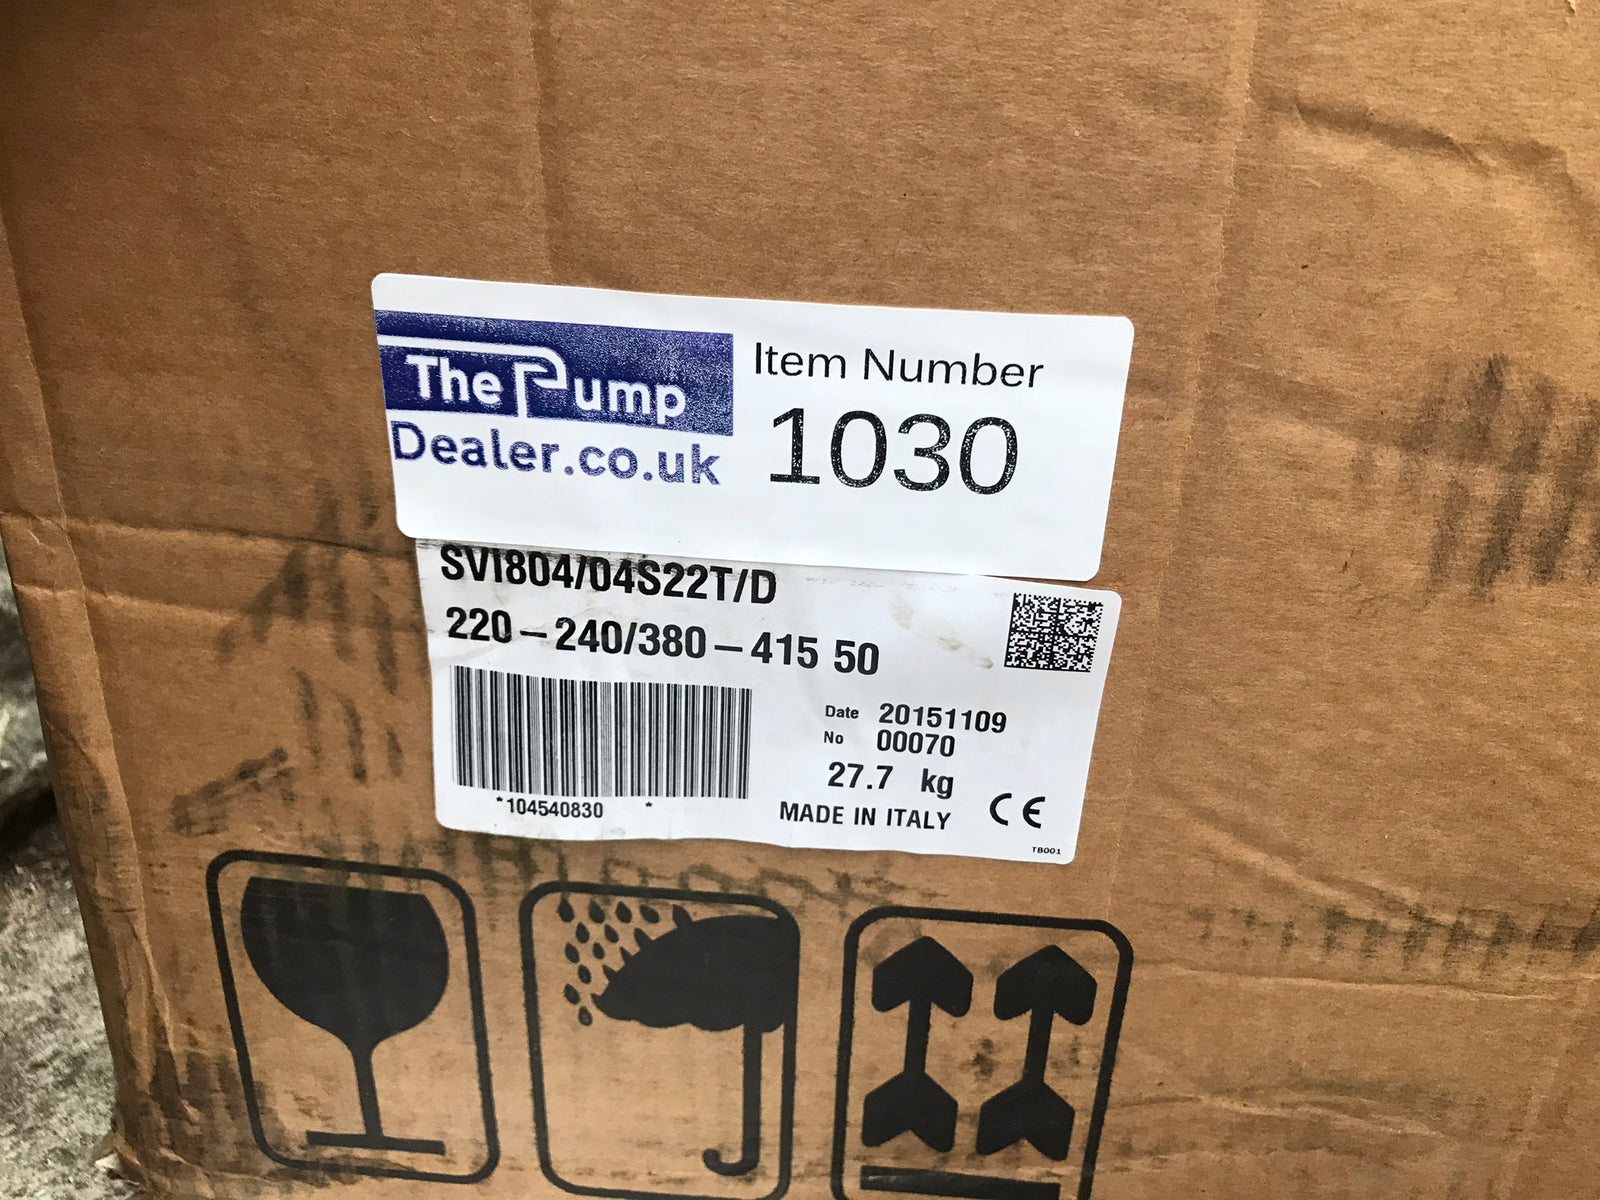 The Pump
Dealer.co.uk
Item Number
1030
SVI804/04S22T/D
220-240/380-415 50
Date 20151109
No 00070
27.7 kg
*104540830 *
MADE IN ITALY
CE
TB001